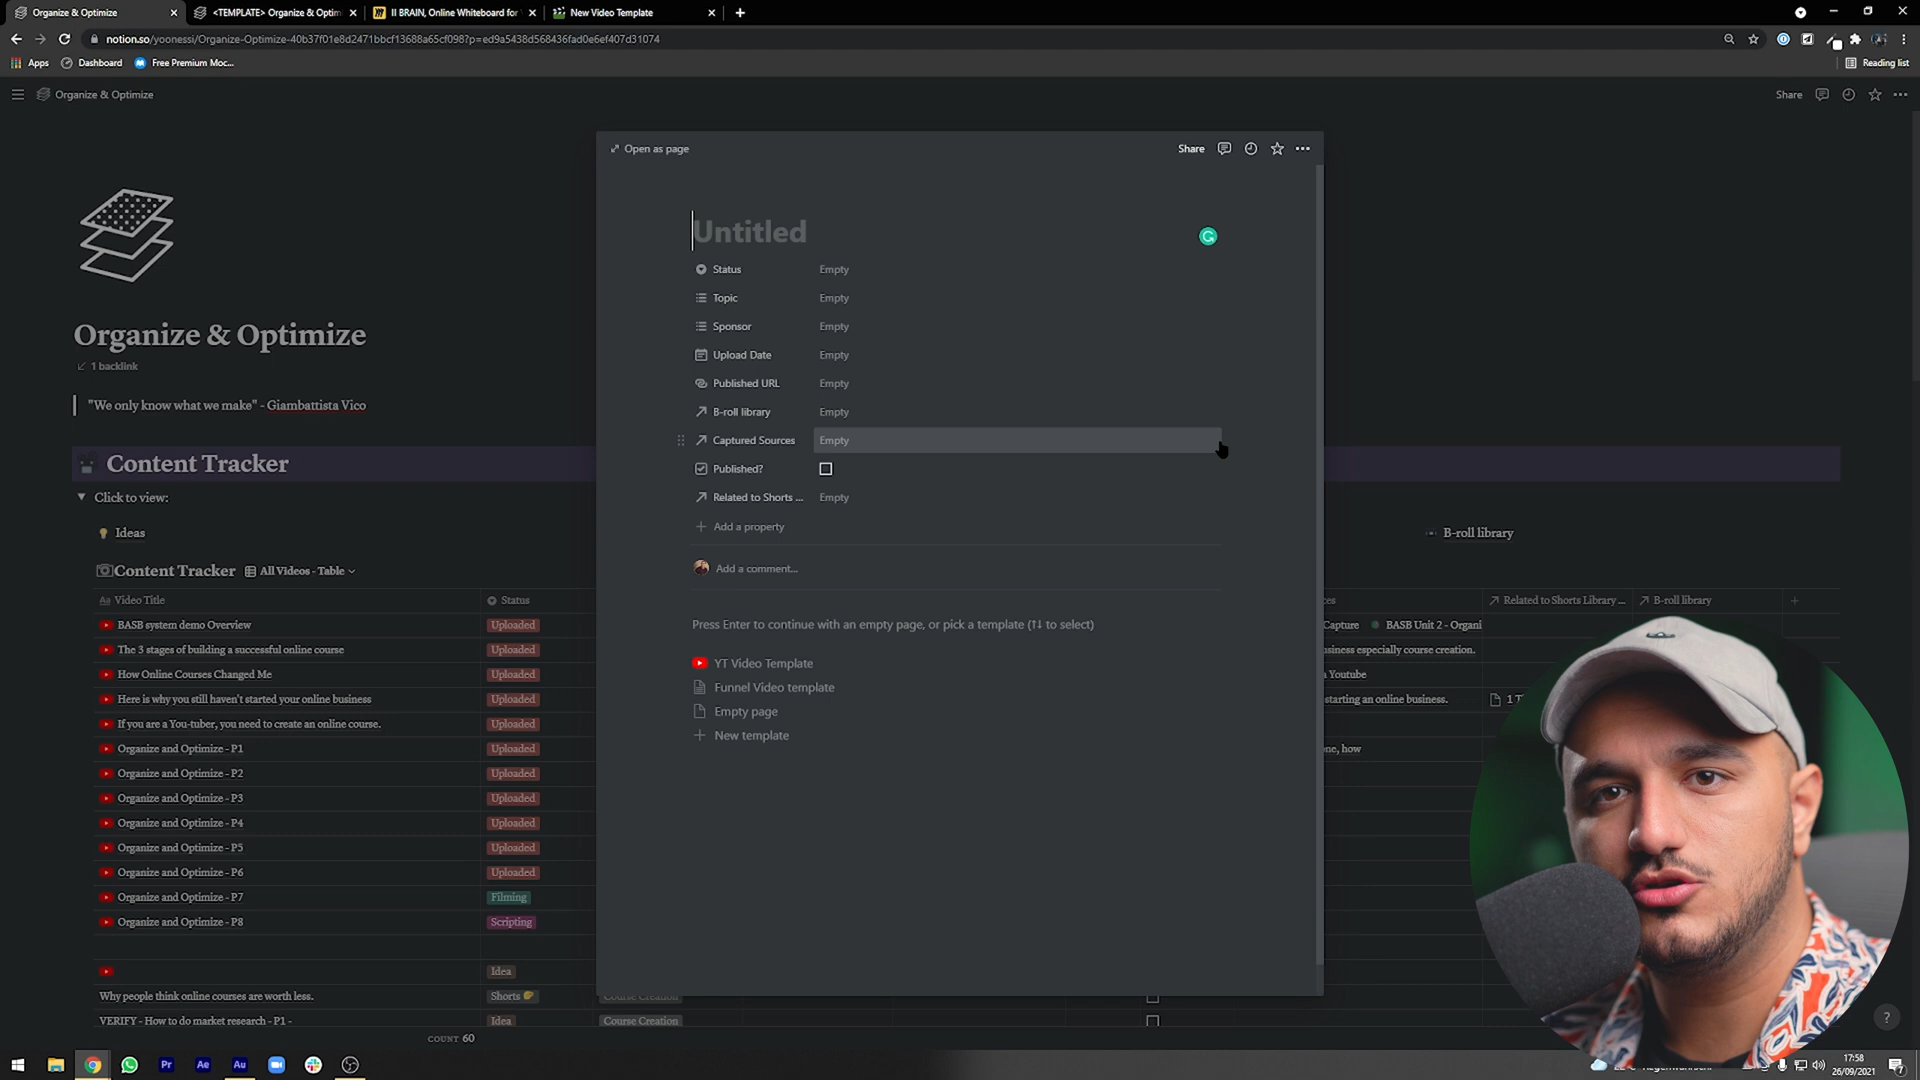 Organize & Optimize
<TEMPLATE> Organize & Optim
II BRAIN, Online Whiteboard for
New Video Template
notion.so/yoonessi/Organize-Optimize-40b37f01e8d2471bbcf13688a65cf098?p=ed9a5438d568436fad0e6ef407d31074
Apps
Dashboard
Free Premium Moc...
Reading list
Organize & Optimize
Share
Open as page
Share
Untitled
Status Empty
Topic Empty
Sponsor Empty
Upload Date Empty
Published URL Empty
B-roll library Empty
Captured Sources Empty
Published?
Related to Shorts ... Empty
Add a property
Add a comment...
Press Enter to continue with an empty page, or pick a template (↑↓ to select)
YT Video Template
Funnel Video template
Empty page
New template
Organize & Optimize
1 backlink
"We only know what we make" - Giambattista Vico
Content Tracker
Click to view:
Ideas
B-roll library
Content Tracker All Videos - Table
Aa Video Title Status Related to Shorts Library ... B-roll library
BASB system demo Overview Uploaded Capture BASB Unit 2 - Organi
The 3 stages of building a successful online course Uploaded especially course creation.
How Online Courses Changed Me Uploaded Youtube
Here is why you still haven't started your online business Uploaded starting an online business.
If you are a You-tuber, you need to create an online course. Uploaded
Organize and Optimize - P1 Uploaded how
Organize and Optimize - P2 Uploaded
Organize and Optimize - P3 Uploaded
Organize and Optimize - P4 Uploaded
Organize and Optimize - P5 Uploaded
Organize and Optimize - P6 Uploaded
Organize and Optimize - P7 Filming
Organize and Optimize - P8 Scripting
Idea
Why people think online courses are worth less. Shorts Course Creation
VERIFY - How to do market research - P1 - Idea Course Creation
COUNT 60
Pr
Ae
Au
17:58
26/09/2021